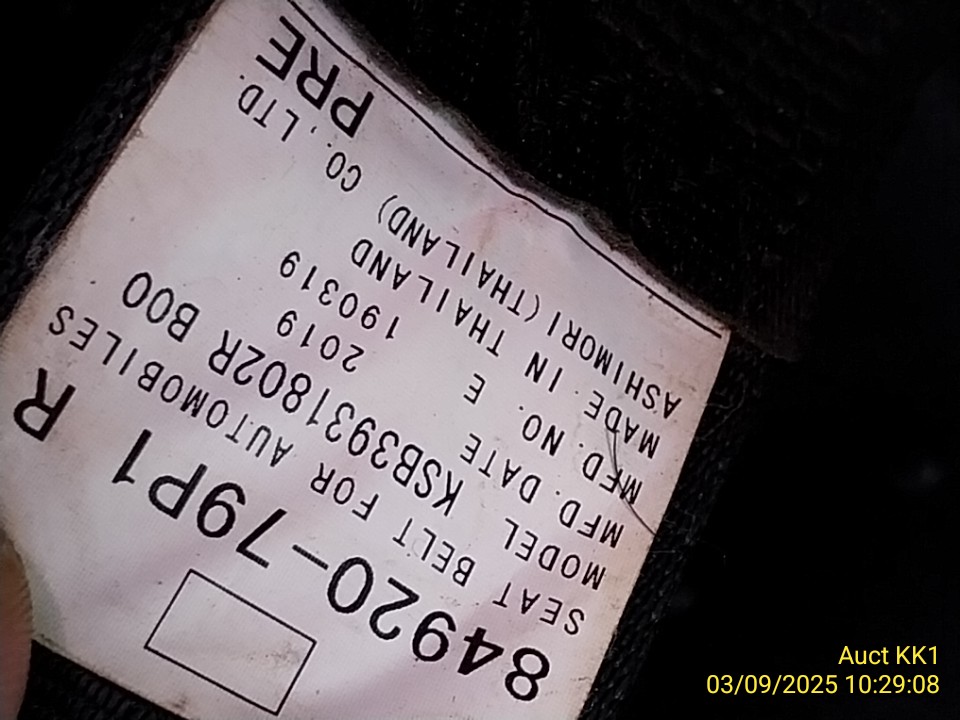 84920-79P1 R
SEAT BELT FOR AUTOMOBILES
MODEL KSB3931802R B00
MFD. DATE 2019
MFD. NO. E 190319
MADE IN THAILAND
ASHIMORI (THAILAND) CO., LTD.
PRE
Auct KK1
03/09/2025 10:29:08